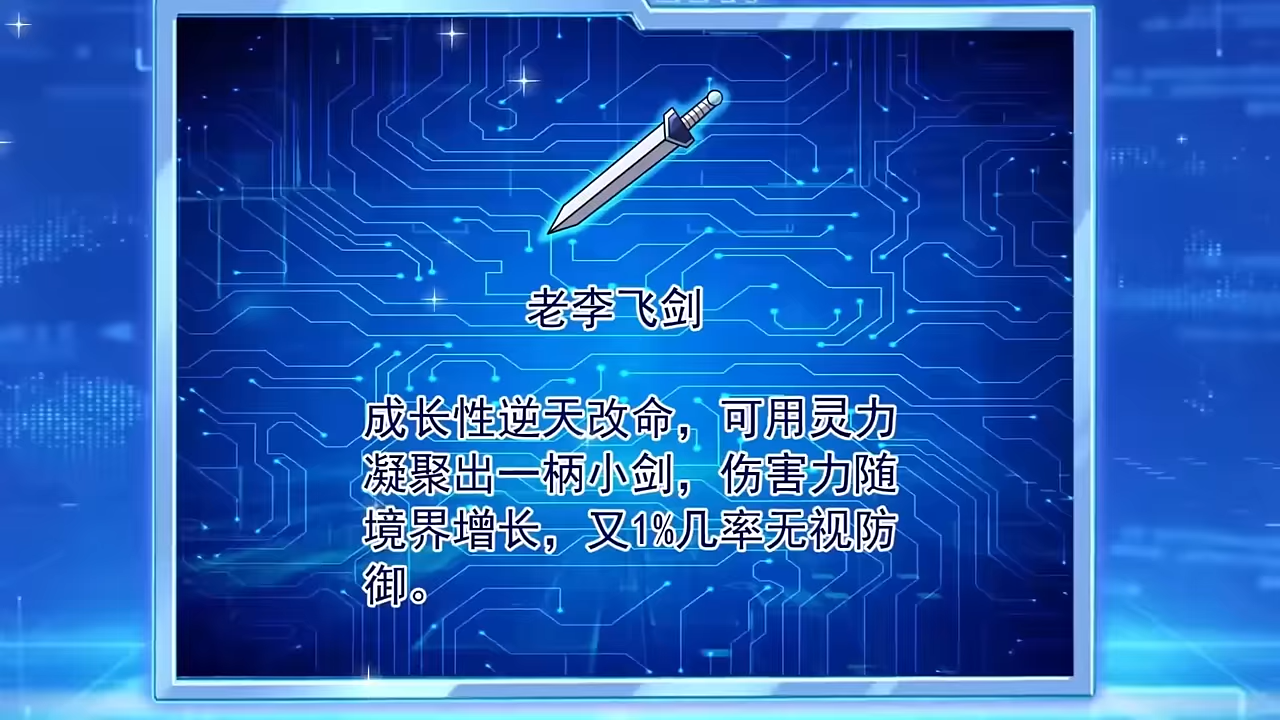 老李飞剑
成长性逆天改命，可用灵力
凝聚出一柄小剑，伤害力随
境界增长，又1%几率无视防
御。